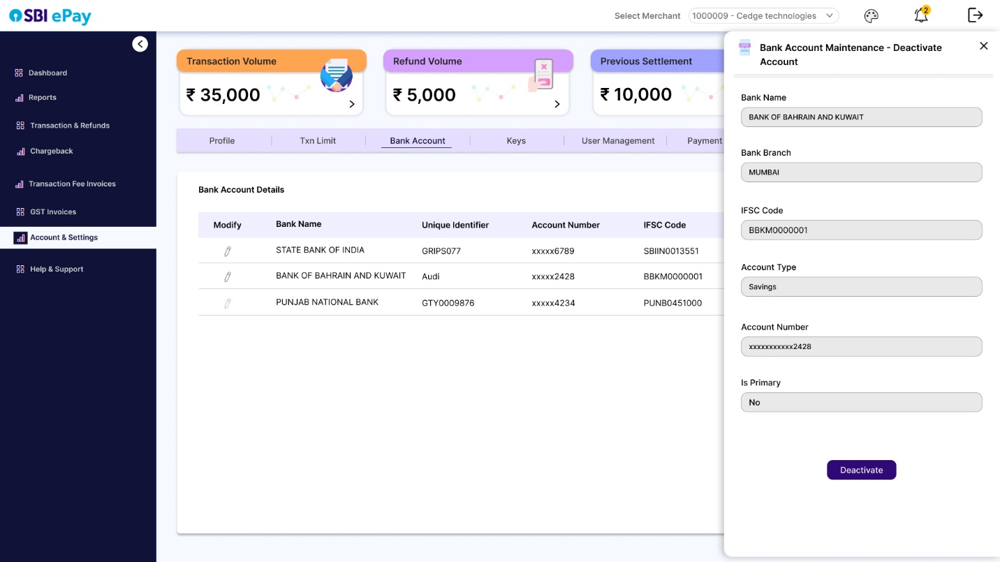 SBI ePay
Select Merchant
1000009 - Cedge technologies
2
Dashboard
Reports
Transaction & Refunds
Chargeback
Transaction Fee Invoices
GST Invoices
Account & Settings
Help & Support
Transaction Volume
₹ 35,000
Refund Volume
₹ 5,000
Previous Settlement
₹ 10,000
Profile
Txn Limit
Bank Account
Keys
User Management
Payment
Bank Account Details
Modify Bank Name Unique Identifier Account Number IFSC Code
STATE BANK OF INDIA GRIPS077 xxxxx6789 SBIIN0013551
BANK OF BAHRAIN AND KUWAIT Audi xxxxx2428 BBKM0000001
PUNJAB NATIONAL BANK GTY0009876 xxxxx4234 PUNB0451000
Bank Account Maintenance - Deactivate
Account
Bank Name
BANK OF BAHRAIN AND KUWAIT
Bank Branch
MUMBAI
IFSC Code
BBKM0000001
Account Type
Savings
Account Number
xxxxxxxxxxx2428
Is Primary
No
Deactivate